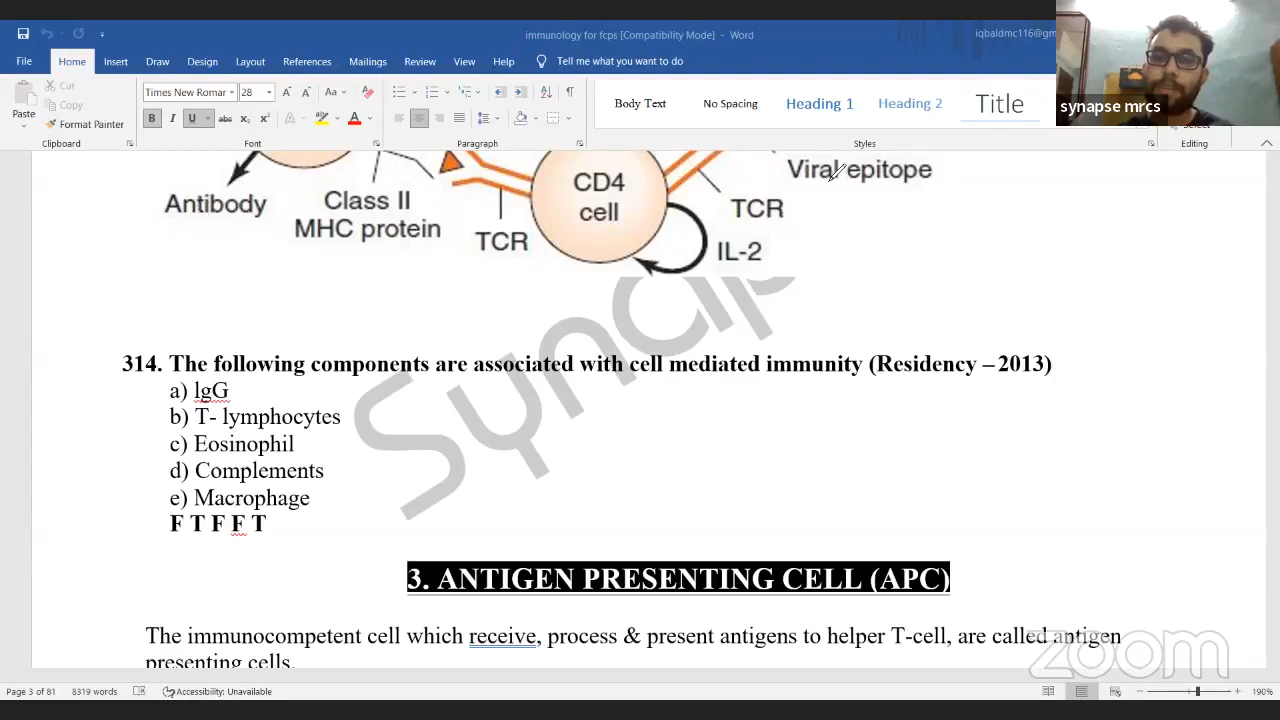 immunology for fcps [Compatibility Mode] - Word
iqbaldmc116@gm
File Home Insert Draw Design Layout References Mailings Review View Help Tell me what you want to do
Paste
Cut
Copy
Format Painter
Times New Roman 28
Body Text No Spacing Heading 1 Heading 2 Title
Select
Clipboard Font Paragraph Styles Editing
synapse mrcs
Antibody
Class II
MHC protein
TCR
CD4
cell
TCR
IL-2
Viral epitope
314. The following components are associated with cell mediated immunity (Residency – 2013)
a) lgG
b) T- lymphocytes
c) Eosinophil
d) Complements
e) Macrophage
F T F F T
3. ANTIGEN PRESENTING CELL (APC)
The immunocompetent cell which receive, process & present antigens to helper T-cell, are called antigen
presenting cells.
zoom
Page 3 of 81 8319 words Accessibility: Unavailable 190%